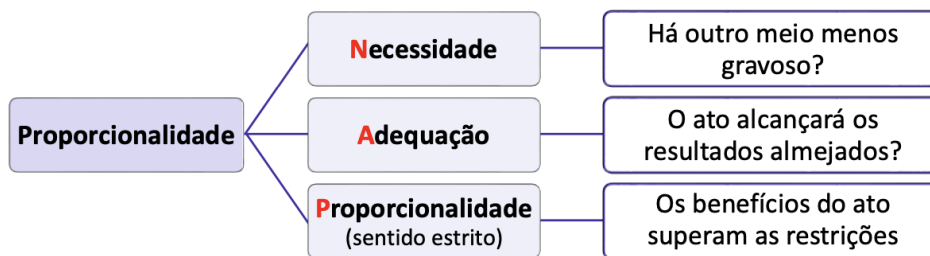 Proporcionalidade
Necessidade
Há outro meio menos
gravoso?
Adequação
O ato alcançará os
resultados almejados?
Proporcionalidade
(sentido estrito)
Os benefícios do ato
superam as restrições